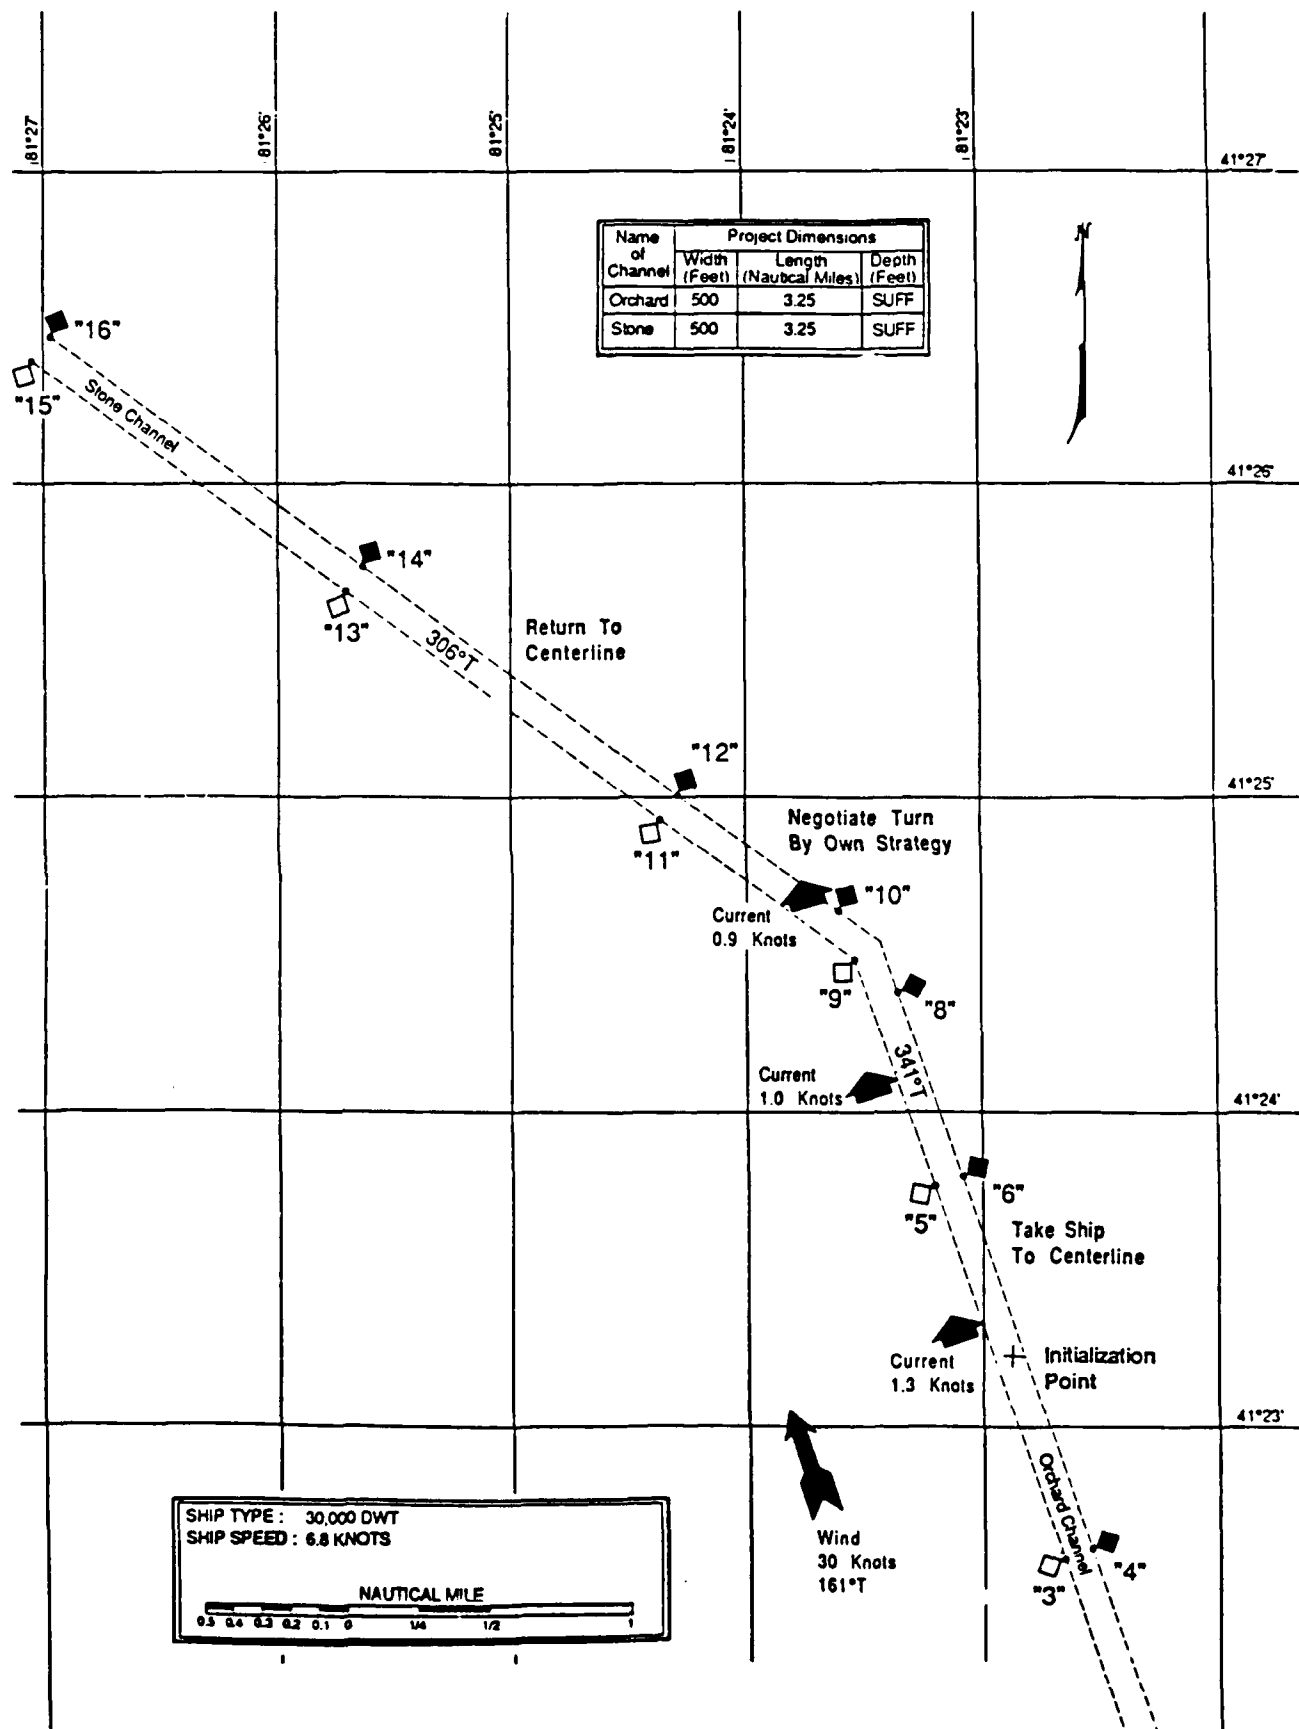 81°27'
81°26'
81°25'
81°24'
81°23'
41°27'
N
Name of Channel
Project Dimensions
Width (Feet)
Length (Nautical Miles)
Depth (Feet)
Orchard 500 3.25 SUFF
Stone 500 3.25 SUFF
"16"
"15"
Stone Channel
41°26'
"14"
"13"
306°T
Return To
Centerline
"12"
41°25'
"11"
Negotiate Turn
By Own Strategy
"10"
Current
0.9 Knots
"9"
"8"
341°T
Current
1.0 Knots
41°24'
"6"
"5"
Take Ship
To Centerline
Current
1.3 Knots
Initialization
Point
41°23'
Orchard Channel
"4"
"3"
Wind
30 Knots
161°T
SHIP TYPE : 30,000 DWT
SHIP SPEED : 6.8 KNOTS
NAUTICAL MILE
0.5 0.4 0.3 0.2 0.1 0 1/4 1/2 1